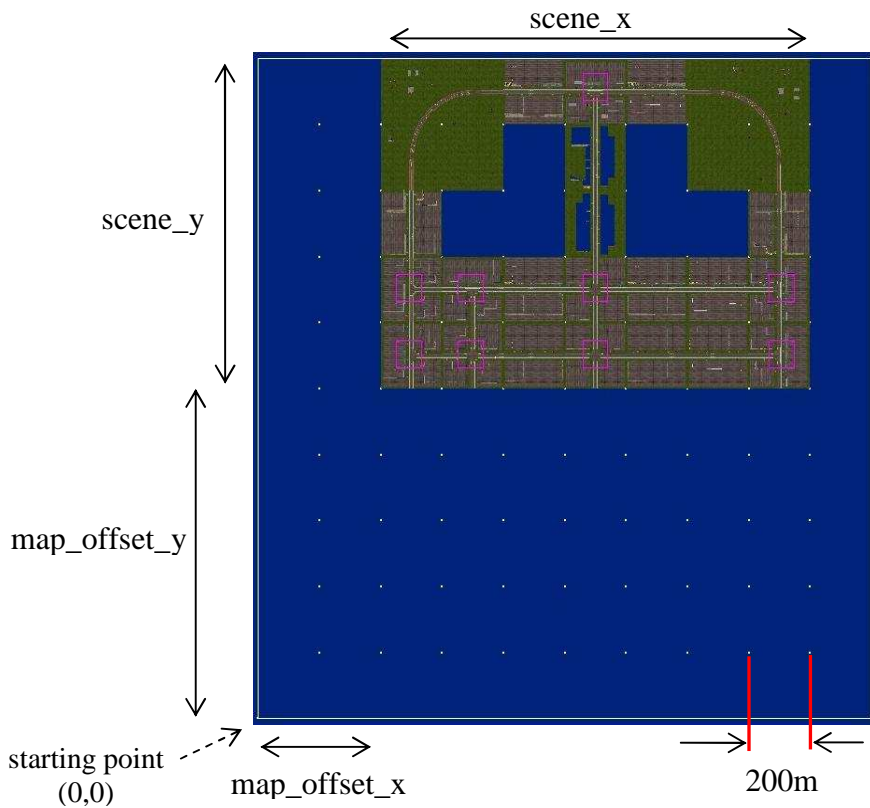 scene_x
scene_y
map_offset_y
starting point
(0,0)
map_offset_x
200m